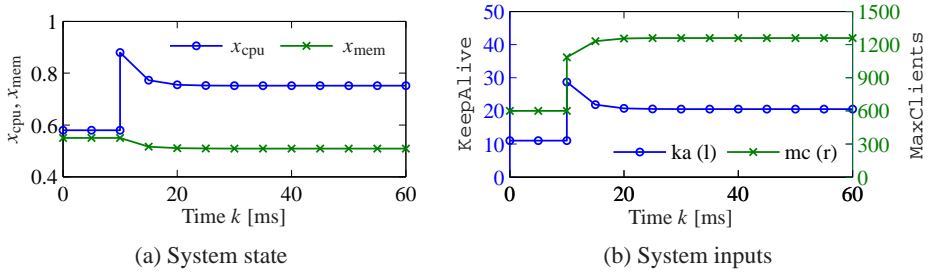 1
0.8
0.6
0.4
x_cpu, x_mem
x_cpu
x_mem
0 20 40 60
Time k [ms]
(a) System state
50
40
30
20
10
0
KeepAlive
1500
1200
900
600
300
0
MaxClients
ka (l)
mc (r)
0 20 40 60
Time k [ms]
(b) System inputs